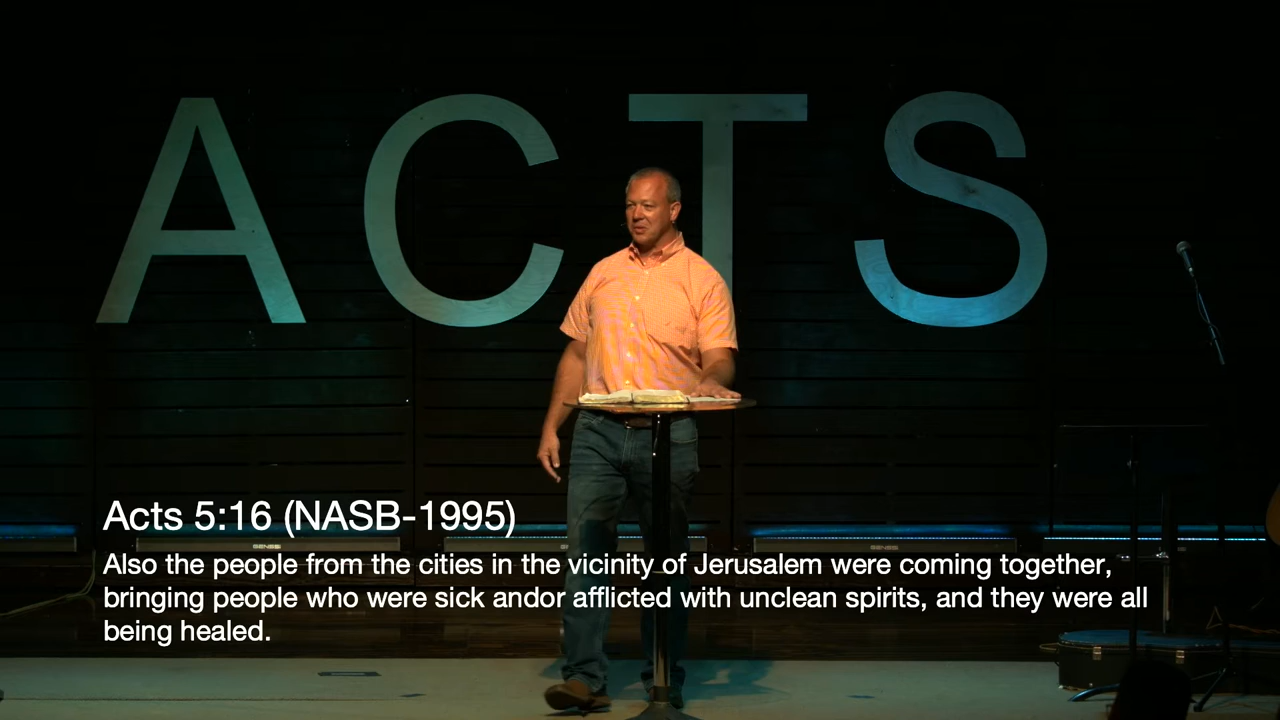 ACTS
Acts 5:16 (NASB-1995)
Also the people from the cities in the vicinity of Jerusalem were coming together,
bringing people who were sick andor afflicted with unclean spirits, and they were all
being healed.